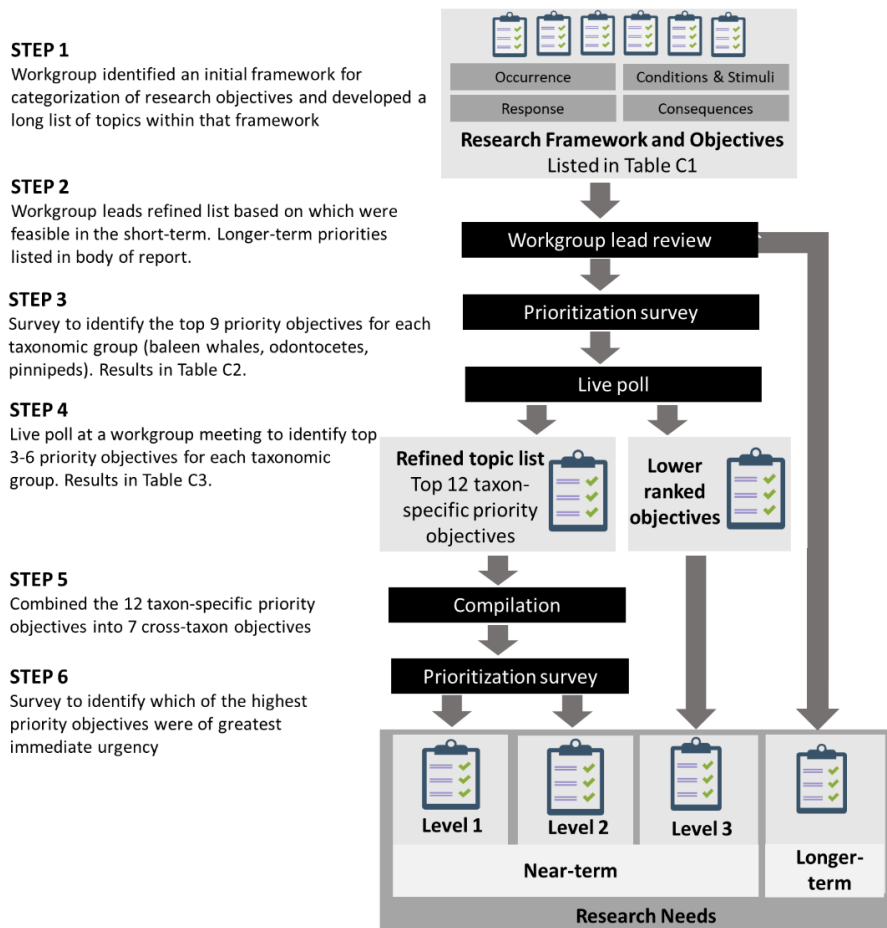 STEP 1
Workgroup identified an initial framework for
categorization of research objectives and developed a
long list of topics within that framework
Occurrence
Conditions & Stimuli
Response
Consequences
Research Framework and Objectives
Listed in Table C1
STEP 2
Workgroup leads refined list based on which were
feasible in the short-term. Longer-term priorities
listed in body of report.
Workgroup lead review
STEP 3
Survey to identify the top 9 priority objectives for each
taxonomic group (baleen whales, odontocetes,
pinnipeds). Results in Table C2.
Prioritization survey
Live poll
STEP 4
Live poll at a workgroup meeting to identify top
3-6 priority objectives for each taxonomic
group. Results in Table C3.
Refined topic list
Top 12 taxon-
specific priority
objectives
Lower
ranked
objectives
STEP 5
Combined the 12 taxon-specific priority
objectives into 7 cross-taxon objectives
Compilation
STEP 6
Survey to identify which of the highest
priority objectives were of greatest
immediate urgency
Prioritization survey
Level 1
Level 2
Level 3
Near-term
Longer-
term
Research Needs